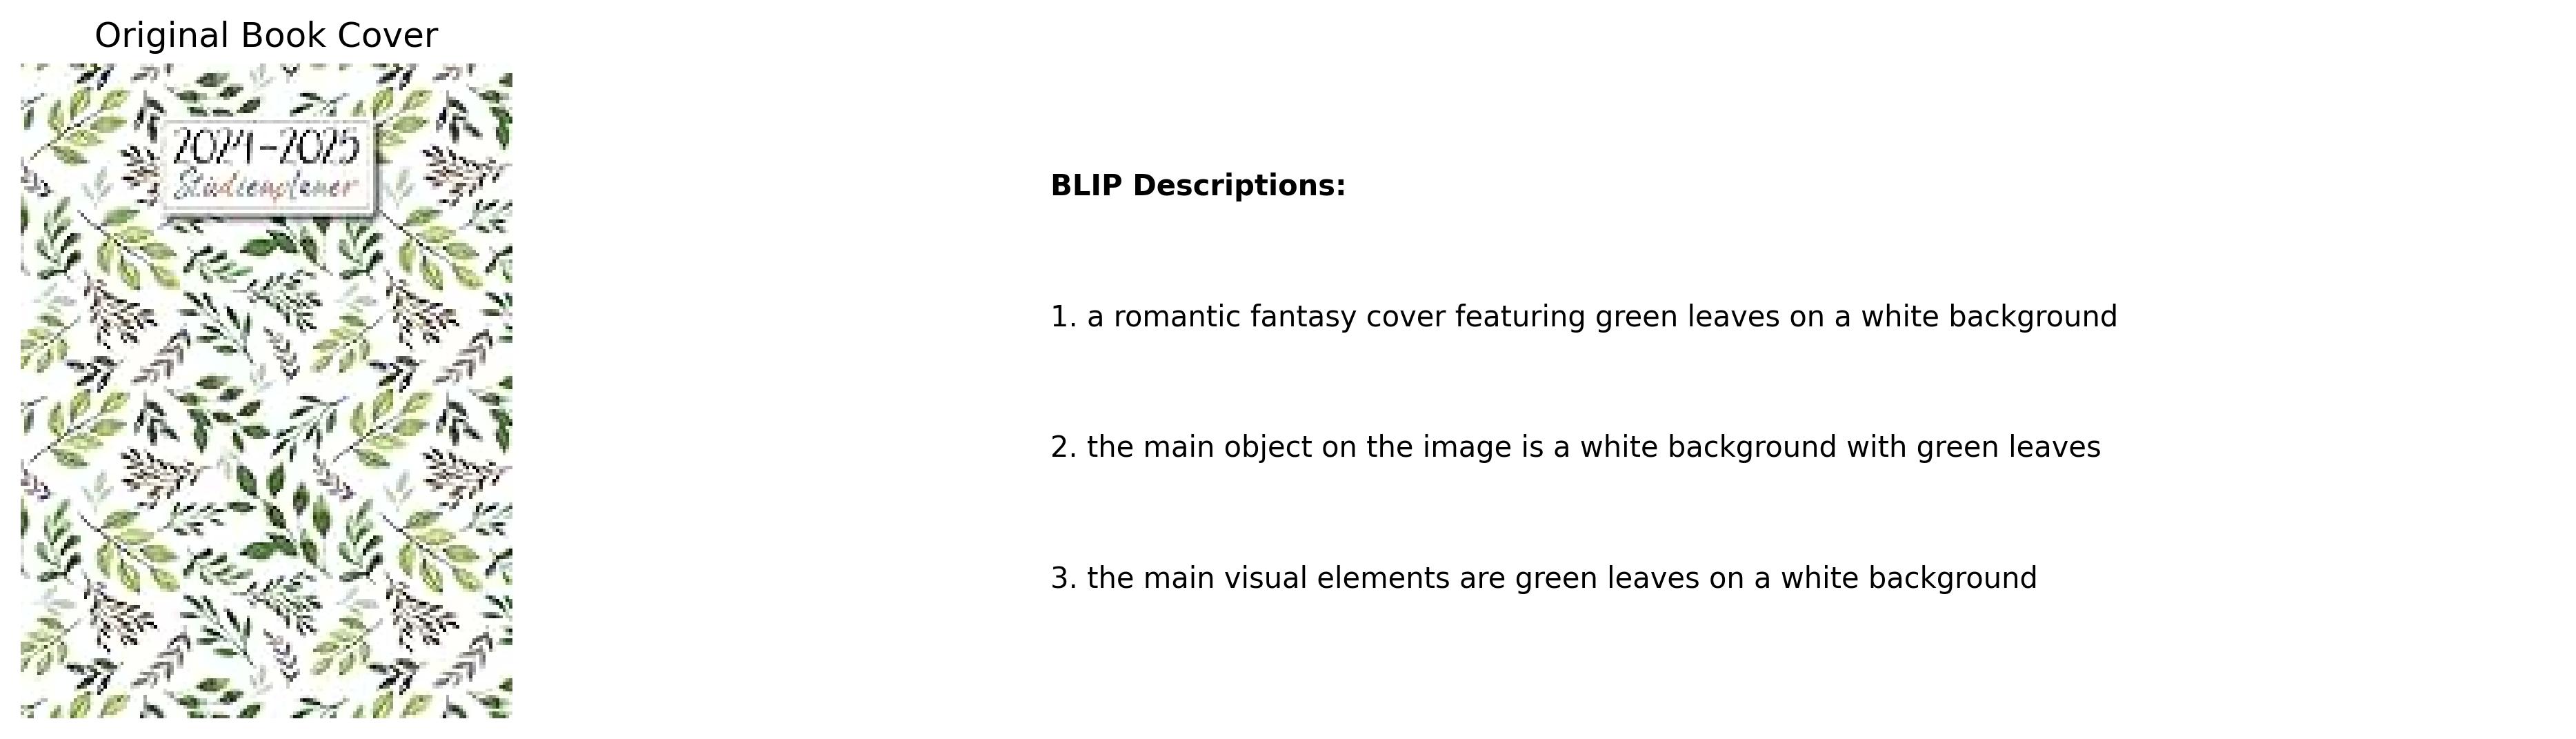 Original Book Cover
2024-2025
Studienplaner
BLIP Descriptions:
1. a romantic fantasy cover featuring green leaves on a white background
2. the main object on the image is a white background with green leaves
3. the main visual elements are green leaves on a white background